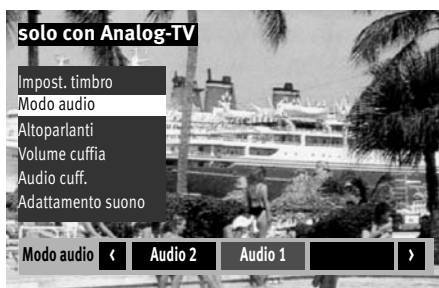 solo con Analog-TV
Impost. timbro
Modo audio
Altoparlanti
Volume cuffia
Audio cuff.
Adattamento suono
Modo audio ‹ Audio 2 Audio 1 ›